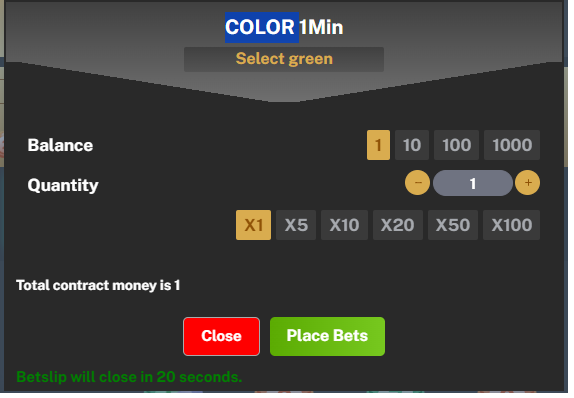 COLOR 1Min
Select green
Balance 1 10 100 1000
Quantity − 1 +
X1 X5 X10 X20 X50 X100
Total contract money is 1
Close Place Bets
Betslip will close in 20 seconds.